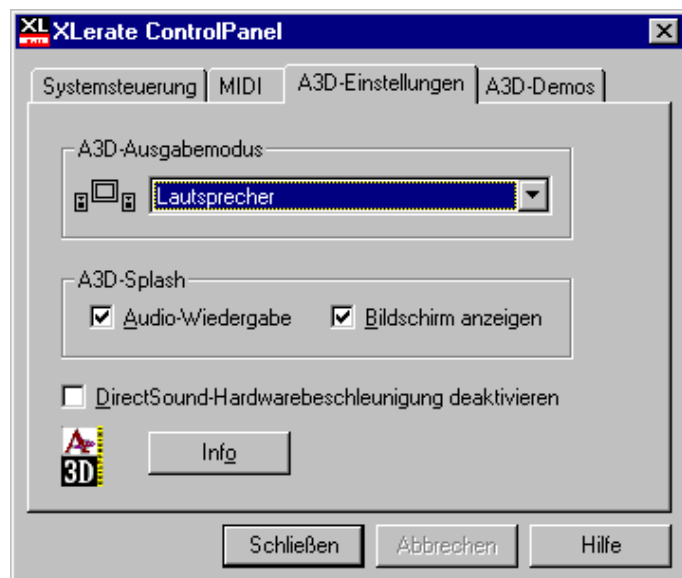 XL XLerate ControlPanel
Systemsteuerung MIDI A3D-Einstellungen A3D-Demos
A3D-Ausgabemodus
Lautsprecher
A3D-Splash
Audio-Wiedergabe Bildschirm anzeigen
DirectSound-Hardwarebeschleunigung deaktivieren
A
3D Info
Schließen Abbrechen Hilfe